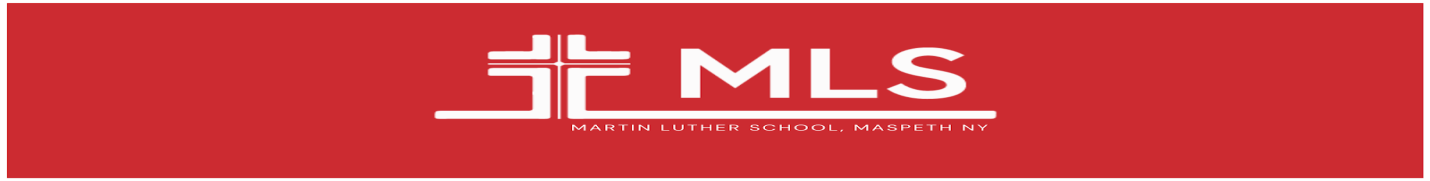 MLS
MARTIN LUTHER SCHOOL, MASPETH NY